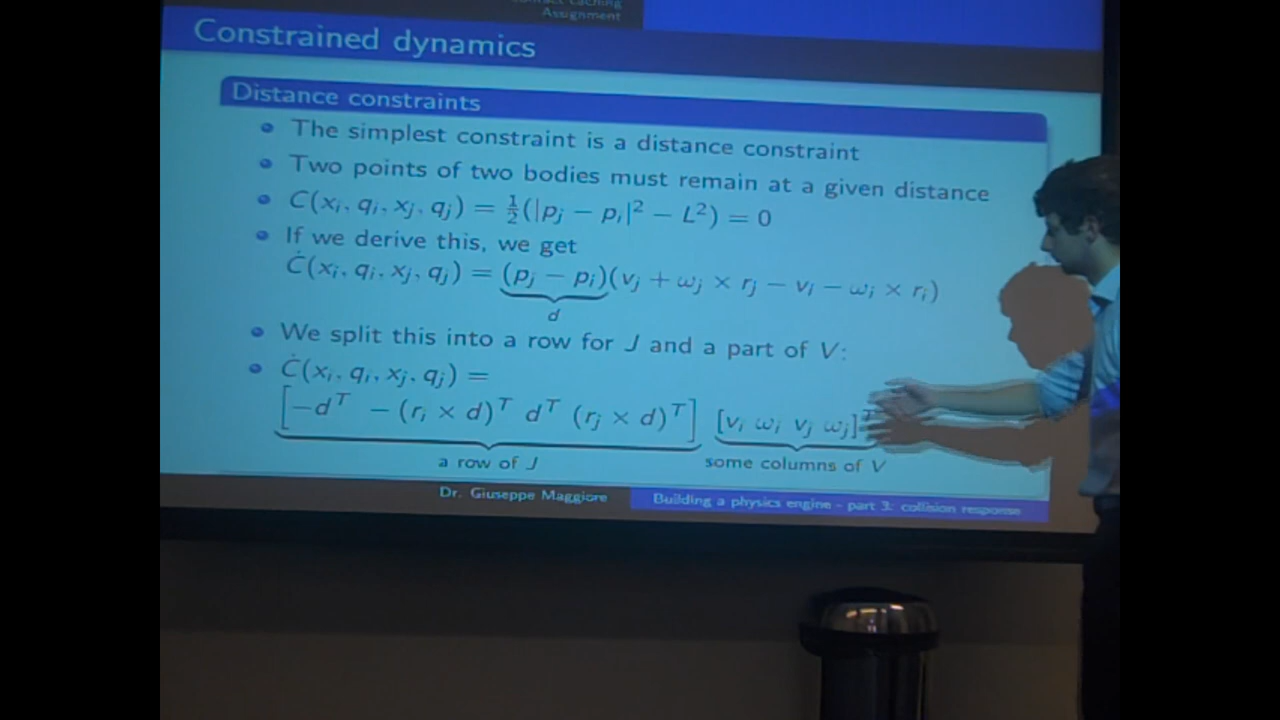 Assignment
Constrained dynamics
Distance constraints
The simplest constraint is a distance constraint
Two points of two bodies must remain at a given distance
C(xᵢ, qᵢ, xⱼ, qⱼ) = ½(|pⱼ − pᵢ|² − L²) = 0
If we derive this, we get
Ċ(xᵢ, qᵢ, xⱼ, qⱼ) = (pⱼ − pᵢ)(vⱼ + ωⱼ × rⱼ − vᵢ − ωᵢ × rᵢ)
d
We split this into a row for J and a part of V:
Ċ(xᵢ, qᵢ, xⱼ, qⱼ) =
[−dᵀ −(rᵢ × d)ᵀ dᵀ (rⱼ × d)ᵀ] [vᵢ ωᵢ vⱼ ωⱼ]ᵀ
a row of J some columns of V
Dr. Giuseppe Maggiore Building a physics engine - part 3: collision response